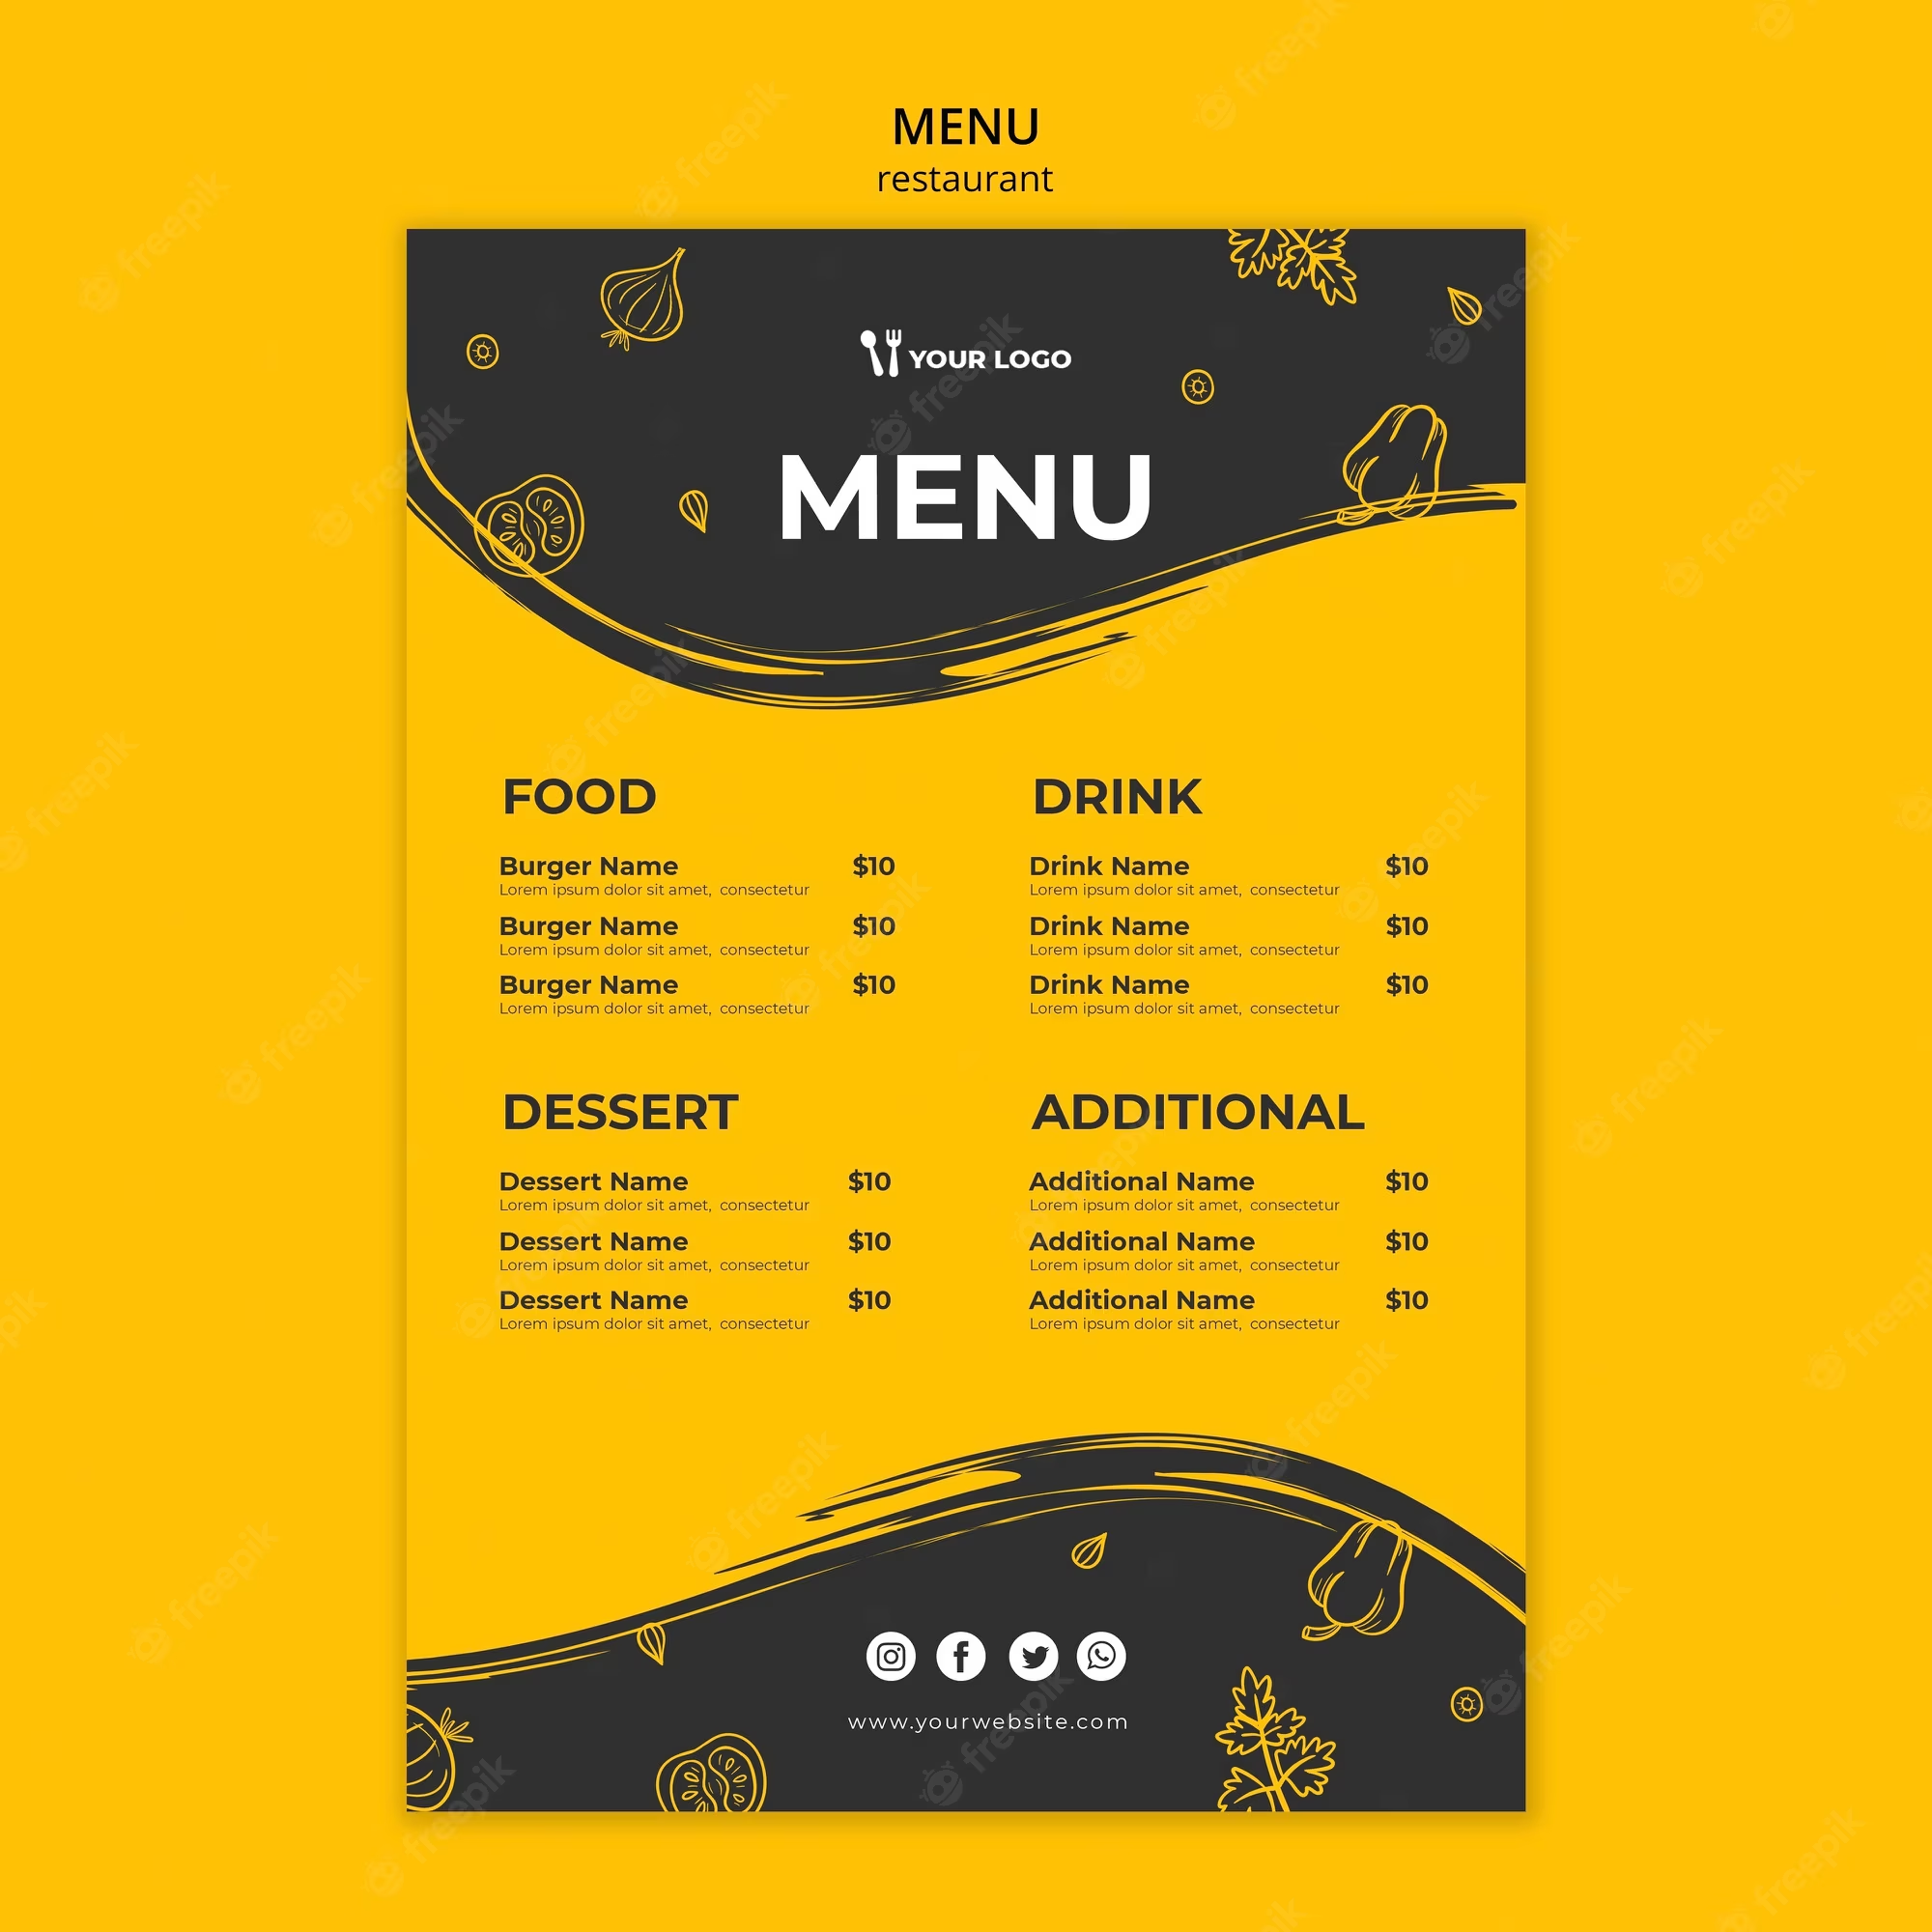 MENU
restaurant
YOUR LOGO
MENU
FOOD
Burger Name $10
Lorem ipsum dolor sit amet, consectetur
Burger Name $10
Lorem ipsum dolor sit amet, consectetur
Burger Name $10
Lorem ipsum dolor sit amet, consectetur
DRINK
Drink Name $10
Lorem ipsum dolor sit amet, consectetur
Drink Name $10
Lorem ipsum dolor sit amet, consectetur
Drink Name $10
Lorem ipsum dolor sit amet, consectetur
DESSERT
Dessert Name $10
Lorem ipsum dolor sit amet, consectetur
Dessert Name $10
Lorem ipsum dolor sit amet, consectetur
Dessert Name $10
Lorem ipsum dolor sit amet, consectetur
ADDITIONAL
Additional Name $10
Lorem ipsum dolor sit amet, consectetur
Additional Name $10
Lorem ipsum dolor sit amet, consectetur
Additional Name $10
Lorem ipsum dolor sit amet, consectetur
www.yourwebsite.com
freepik